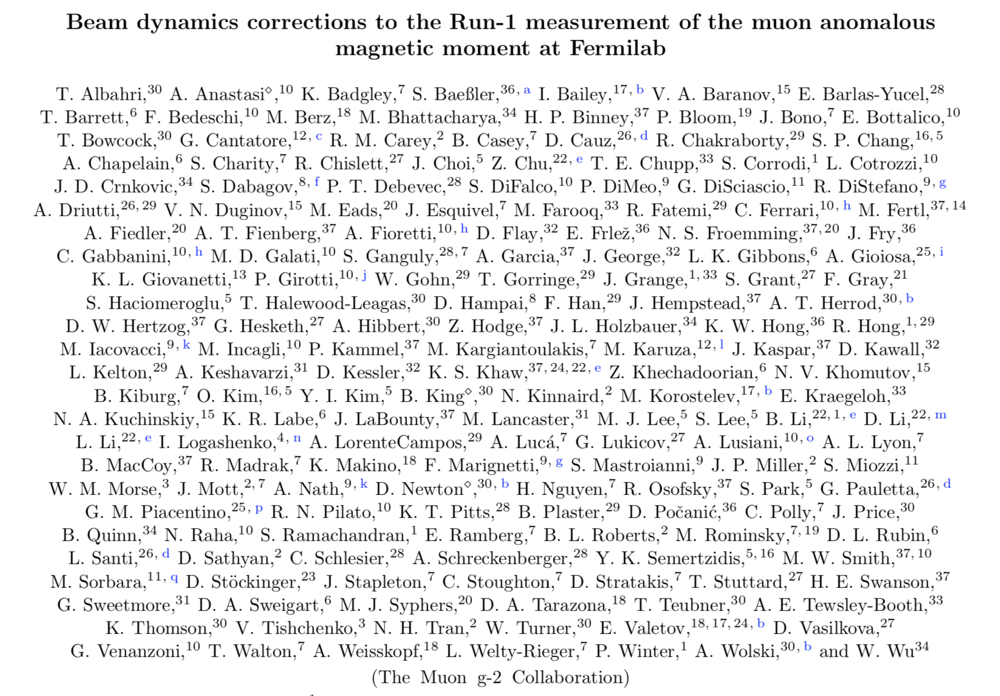 Beam dynamics corrections to the Run-1 measurement of the muon anomalous
magnetic moment at Fermilab
T. Albahri,30 A. Anastasi⋄,10 K. Badgley,7 S. Baeßler,36, a I. Bailey,17, b V. A. Baranov,15 E. Barlas-Yucel,28
T. Barrett,6 F. Bedeschi,10 M. Berz,18 M. Bhattacharya,34 H. P. Binney,37 P. Bloom,19 J. Bono,7 E. Bottalico,10
T. Bowcock,30 G. Cantatore,12, c R. M. Carey,2 B. Casey,7 D. Cauz,26, d R. Chakraborty,29 S. P. Chang,16, 5
A. Chapelain,6 S. Charity,7 R. Chislett,27 J. Choi,5 Z. Chu,22, e T. E. Chupp,33 S. Corrodi,1 L. Cotrozzi,10
J. D. Crnkovic,34 S. Dabagov,8, f P. T. Debevec,28 S. DiFalco,10 P. DiMeo,9 G. DiSciascio,11 R. DiStefano,9, g
A. Driutti,26, 29 V. N. Duginov,15 M. Eads,20 J. Esquivel,7 M. Farooq,33 R. Fatemi,29 C. Ferrari,10, h M. Fertl,37, 14
A. Fiedler,20 A. T. Fienberg,37 A. Fioretti,10, h D. Flay,32 E. Frlež,36 N. S. Froemming,37, 20 J. Fry,36
C. Gabbanini,10, h M. D. Galati,10 S. Ganguly,28, 7 A. Garcia,37 J. George,32 L. K. Gibbons,6 A. Gioiosa,25, i
K. L. Giovanetti,13 P. Girotti,10, j W. Gohn,29 T. Gorringe,29 J. Grange,1, 33 S. Grant,27 F. Gray,21
S. Haciomeroglu,5 T. Halewood-Leagas,30 D. Hampai,8 F. Han,29 J. Hempstead,37 A. T. Herrod,30, b
D. W. Hertzog,37 G. Hesketh,27 A. Hibbert,30 Z. Hodge,37 J. L. Holzbauer,34 K. W. Hong,36 R. Hong,1, 29
M. Iacovacci,9, k M. Incagli,10 P. Kammel,37 M. Kargiantoulakis,7 M. Karuza,12, l J. Kaspar,37 D. Kawall,32
L. Kelton,29 A. Keshavarzi,31 D. Kessler,32 K. S. Khaw,37, 24, 22, e Z. Khechadoorian,6 N. V. Khomutov,15
B. Kiburg,7 O. Kim,16, 5 Y. I. Kim,5 B. King⋄,30 N. Kinnaird,2 M. Korostelev,17, b E. Kraegeloh,33
N. A. Kuchinskiy,15 K. R. Labe,6 J. LaBounty,37 M. Lancaster,31 M. J. Lee,5 S. Lee,5 B. Li,22, 1, e D. Li,22, m
L. Li,22, e I. Logashenko,4, n A. LorenteCampos,29 A. Lucá,7 G. Lukicov,27 A. Lusiani,10, o A. L. Lyon,7
B. MacCoy,37 R. Madrak,7 K. Makino,18 F. Marignetti,9, g S. Mastroianni,9 J. P. Miller,2 S. Miozzi,11
W. M. Morse,3 J. Mott,2, 7 A. Nath,9, k D. Newton⋄,30, b H. Nguyen,7 R. Osofsky,37 S. Park,5 G. Pauletta,26, d
G. M. Piacentino,25, p R. N. Pilato,10 K. T. Pitts,28 B. Plaster,29 D. Počanić,36 C. Polly,7 J. Price,30
B. Quinn,34 N. Raha,10 S. Ramachandran,1 E. Ramberg,7 B. L. Roberts,2 M. Rominsky,7, 19 D. L. Rubin,6
L. Santi,26, d D. Sathyan,2 C. Schlesier,28 A. Schreckenberger,28 Y. K. Semertzidis,5, 16 M. W. Smith,37, 10
M. Sorbara,11, q D. Stöckinger,23 J. Stapleton,7 C. Stoughton,7 D. Stratakis,7 T. Stuttard,27 H. E. Swanson,37
G. Sweetmore,31 D. A. Sweigart,6 M. J. Syphers,20 D. A. Tarazona,18 T. Teubner,30 A. E. Tewsley-Booth,33
K. Thomson,30 V. Tishchenko,3 N. H. Tran,2 W. Turner,30 E. Valetov,18, 17, 24, b D. Vasilkova,27
G. Venanzoni,10 T. Walton,7 A. Weisskopf,18 L. Welty-Rieger,7 P. Winter,1 A. Wolski,30, b and W. Wu34
(The Muon g-2 Collaboration)